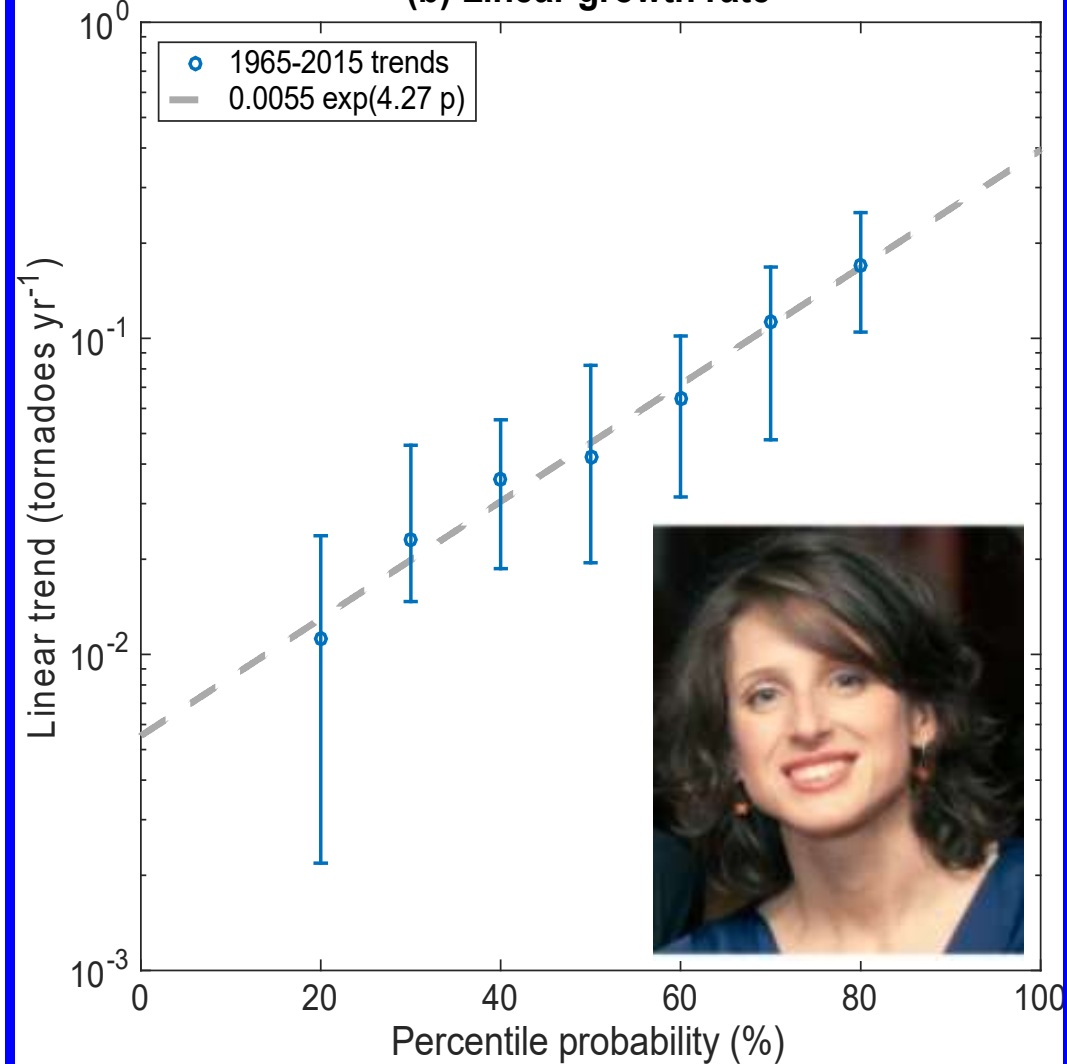 (b) Linear growth rate
10^0
1965-2015 trends
0.0055 exp(4.27 p)
10^-1
10^-2
10^-3
Linear trend (tornadoes yr^-1)
0 20 40 60 80 100
Percentile probability (%)